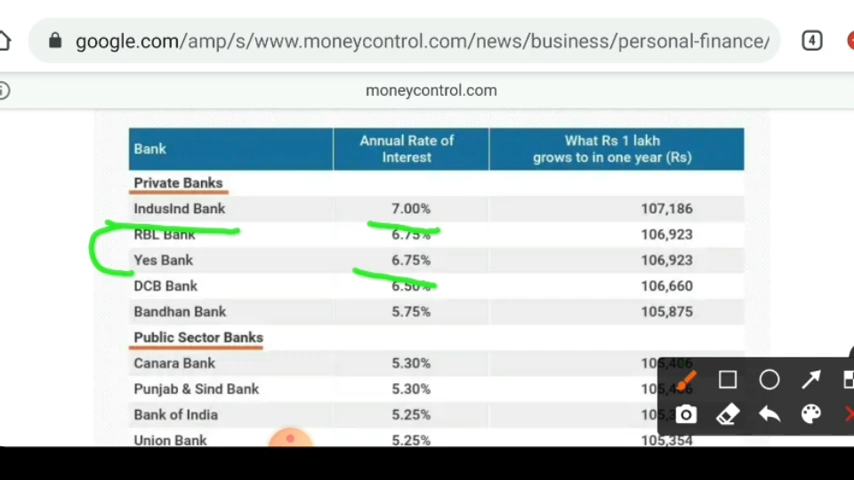 google.com/amp/s/www.moneycontrol.com/news/business/personal-finance/
4
moneycontrol.com
Bank Annual Rate of Interest What Rs 1 lakh grows to in one year (Rs)
Private Banks
IndusInd Bank 7.00% 107,186
RBL Bank 6.75% 106,923
Yes Bank 6.75% 106,923
DCB Bank 6.50% 106,660
Bandhan Bank 5.75% 105,875
Public Sector Banks
Canara Bank 5.30% 105,406
Punjab & Sind Bank 5.30%
Bank of India 5.25%
Union Bank 5.25% 105,354